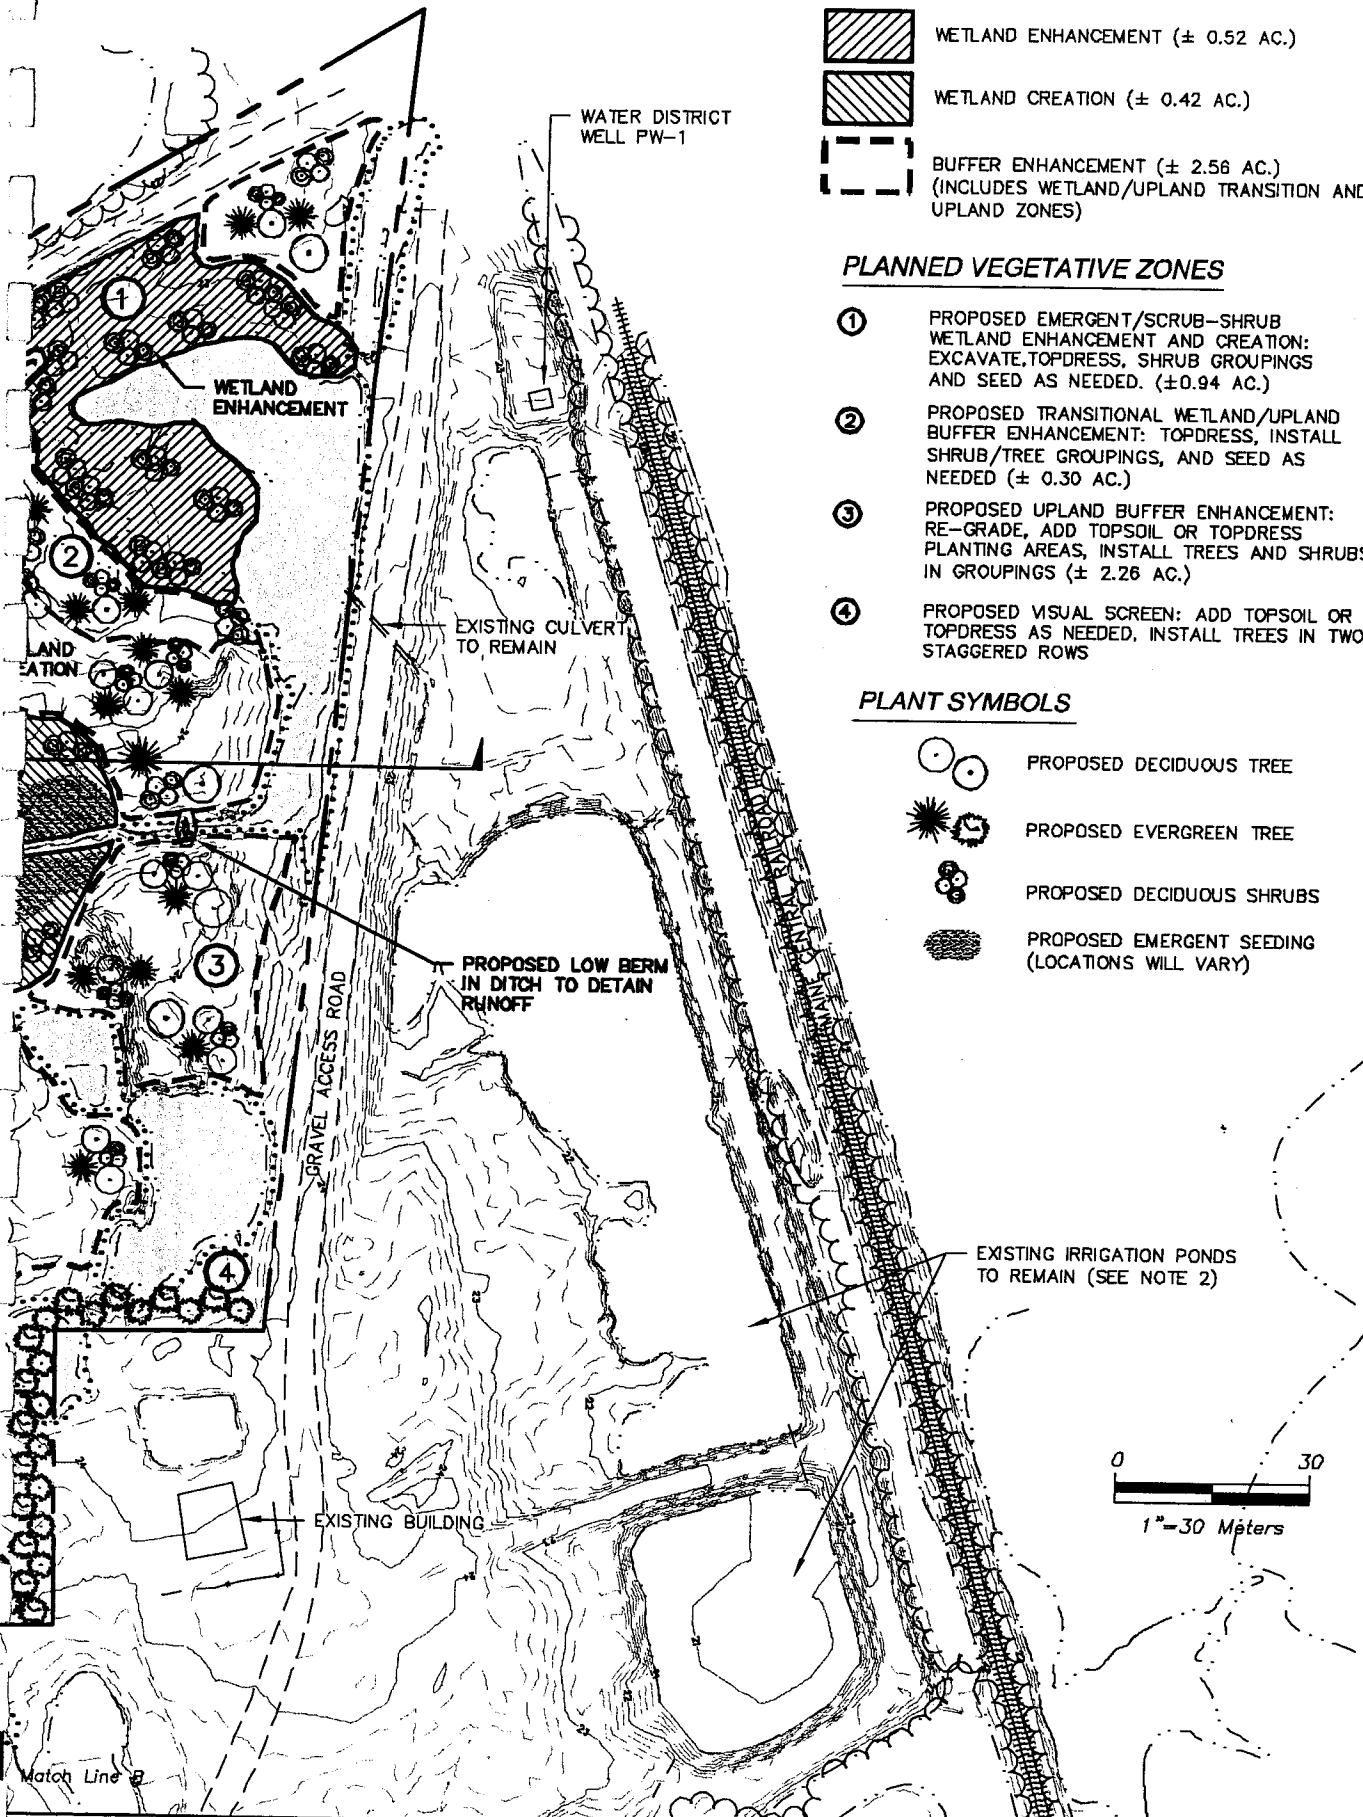 WETLAND ENHANCEMENT (± 0.52 AC.)
WETLAND CREATION (± 0.42 AC.)
BUFFER ENHANCEMENT (± 2.56 AC.)
(INCLUDES WETLAND/UPLAND TRANSITION AND
UPLAND ZONES)
PLANNED VEGETATIVE ZONES
1 PROPOSED EMERGENT/SCRUB-SHRUB
WETLAND ENHANCEMENT AND CREATION:
EXCAVATE,TOPDRESS, SHRUB GROUPINGS
AND SEED AS NEEDED. (±0.94 AC.)
2 PROPOSED TRANSITIONAL WETLAND/UPLAND
BUFFER ENHANCEMENT: TOPDRESS, INSTALL
SHRUB/TREE GROUPINGS, AND SEED AS
NEEDED (± 0.30 AC.)
3 PROPOSED UPLAND BUFFER ENHANCEMENT:
RE-GRADE, ADD TOPSOIL OR TOPDRESS
PLANTING AREAS, INSTALL TREES AND SHRUBS
IN GROUPINGS (± 2.26 AC.)
4 PROPOSED VISUAL SCREEN: ADD TOPSOIL OR
TOPDRESS AS NEEDED, INSTALL TREES IN TWO
STAGGERED ROWS
PLANT SYMBOLS
PROPOSED DECIDUOUS TREE
PROPOSED EVERGREEN TREE
PROPOSED DECIDUOUS SHRUBS
PROPOSED EMERGENT SEEDING
(LOCATIONS WILL VARY)
WATER DISTRICT
WELL PW-1
1
WETLAND
ENHANCEMENT
2
EXISTING CULVERT
TO REMAIN
LAND
EATION
3
PROPOSED LOW BERM
IN DITCH TO DETAIN
RUNOFF
GRAVEL ACCESS ROAD
MAINE CENTRAL RAILROAD
4
EXISTING IRRIGATION PONDS
TO REMAIN (SEE NOTE 2)
EXISTING BUILDING
0 30
1"=30 Meters
Match Line B